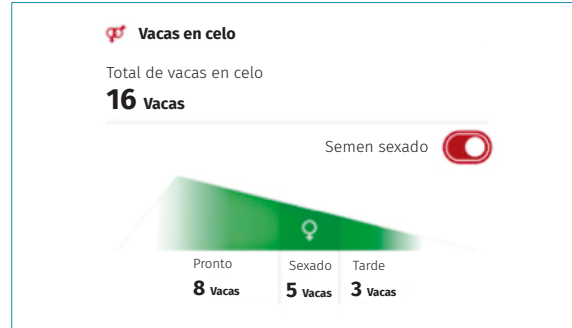 Vacas en celo
Total de vacas en celo
16 Vacas
Semen sexado
Pronto Sexado Tarde
8 Vacas 5 Vacas 3 Vacas